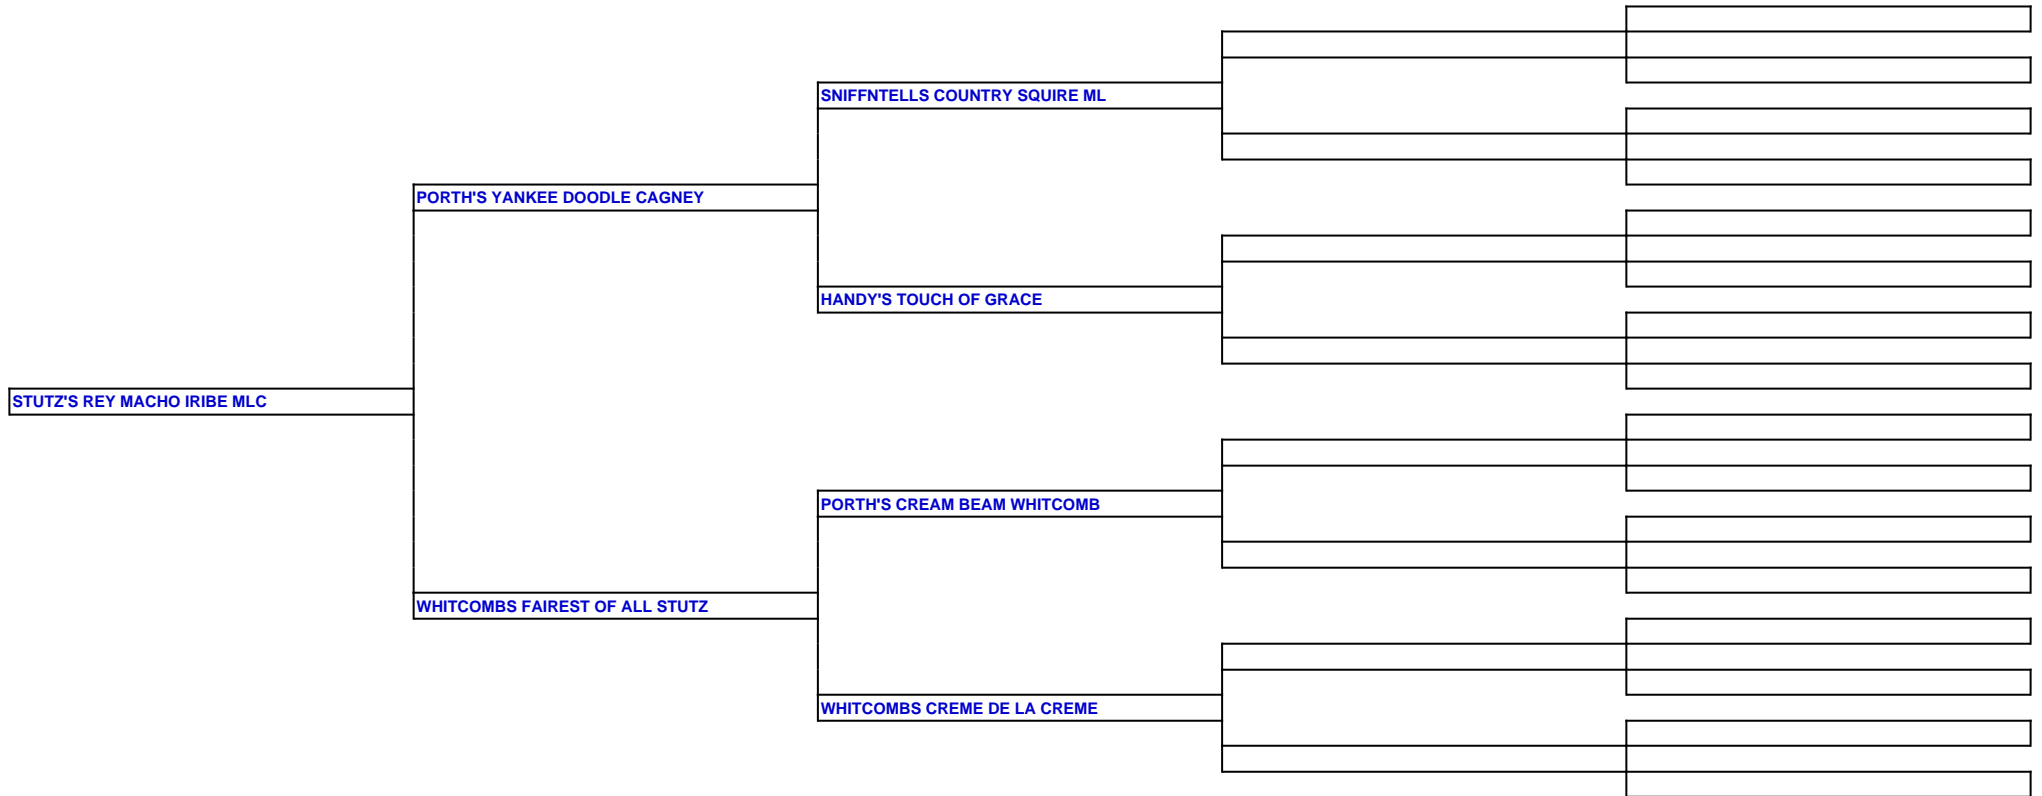 SNIFFNTELLS COUNTRY SQUIRE ML
PORTH'S YANKEE DOODLE CAGNEY
HANDY'S TOUCH OF GRACE
STUTZ'S REY MACHO IRIBE MLC
PORTH'S CREAM BEAM WHITCOMB
WHITCOMBS FAIREST OF ALL STUTZ
WHITCOMBS CREME DE LA CREME